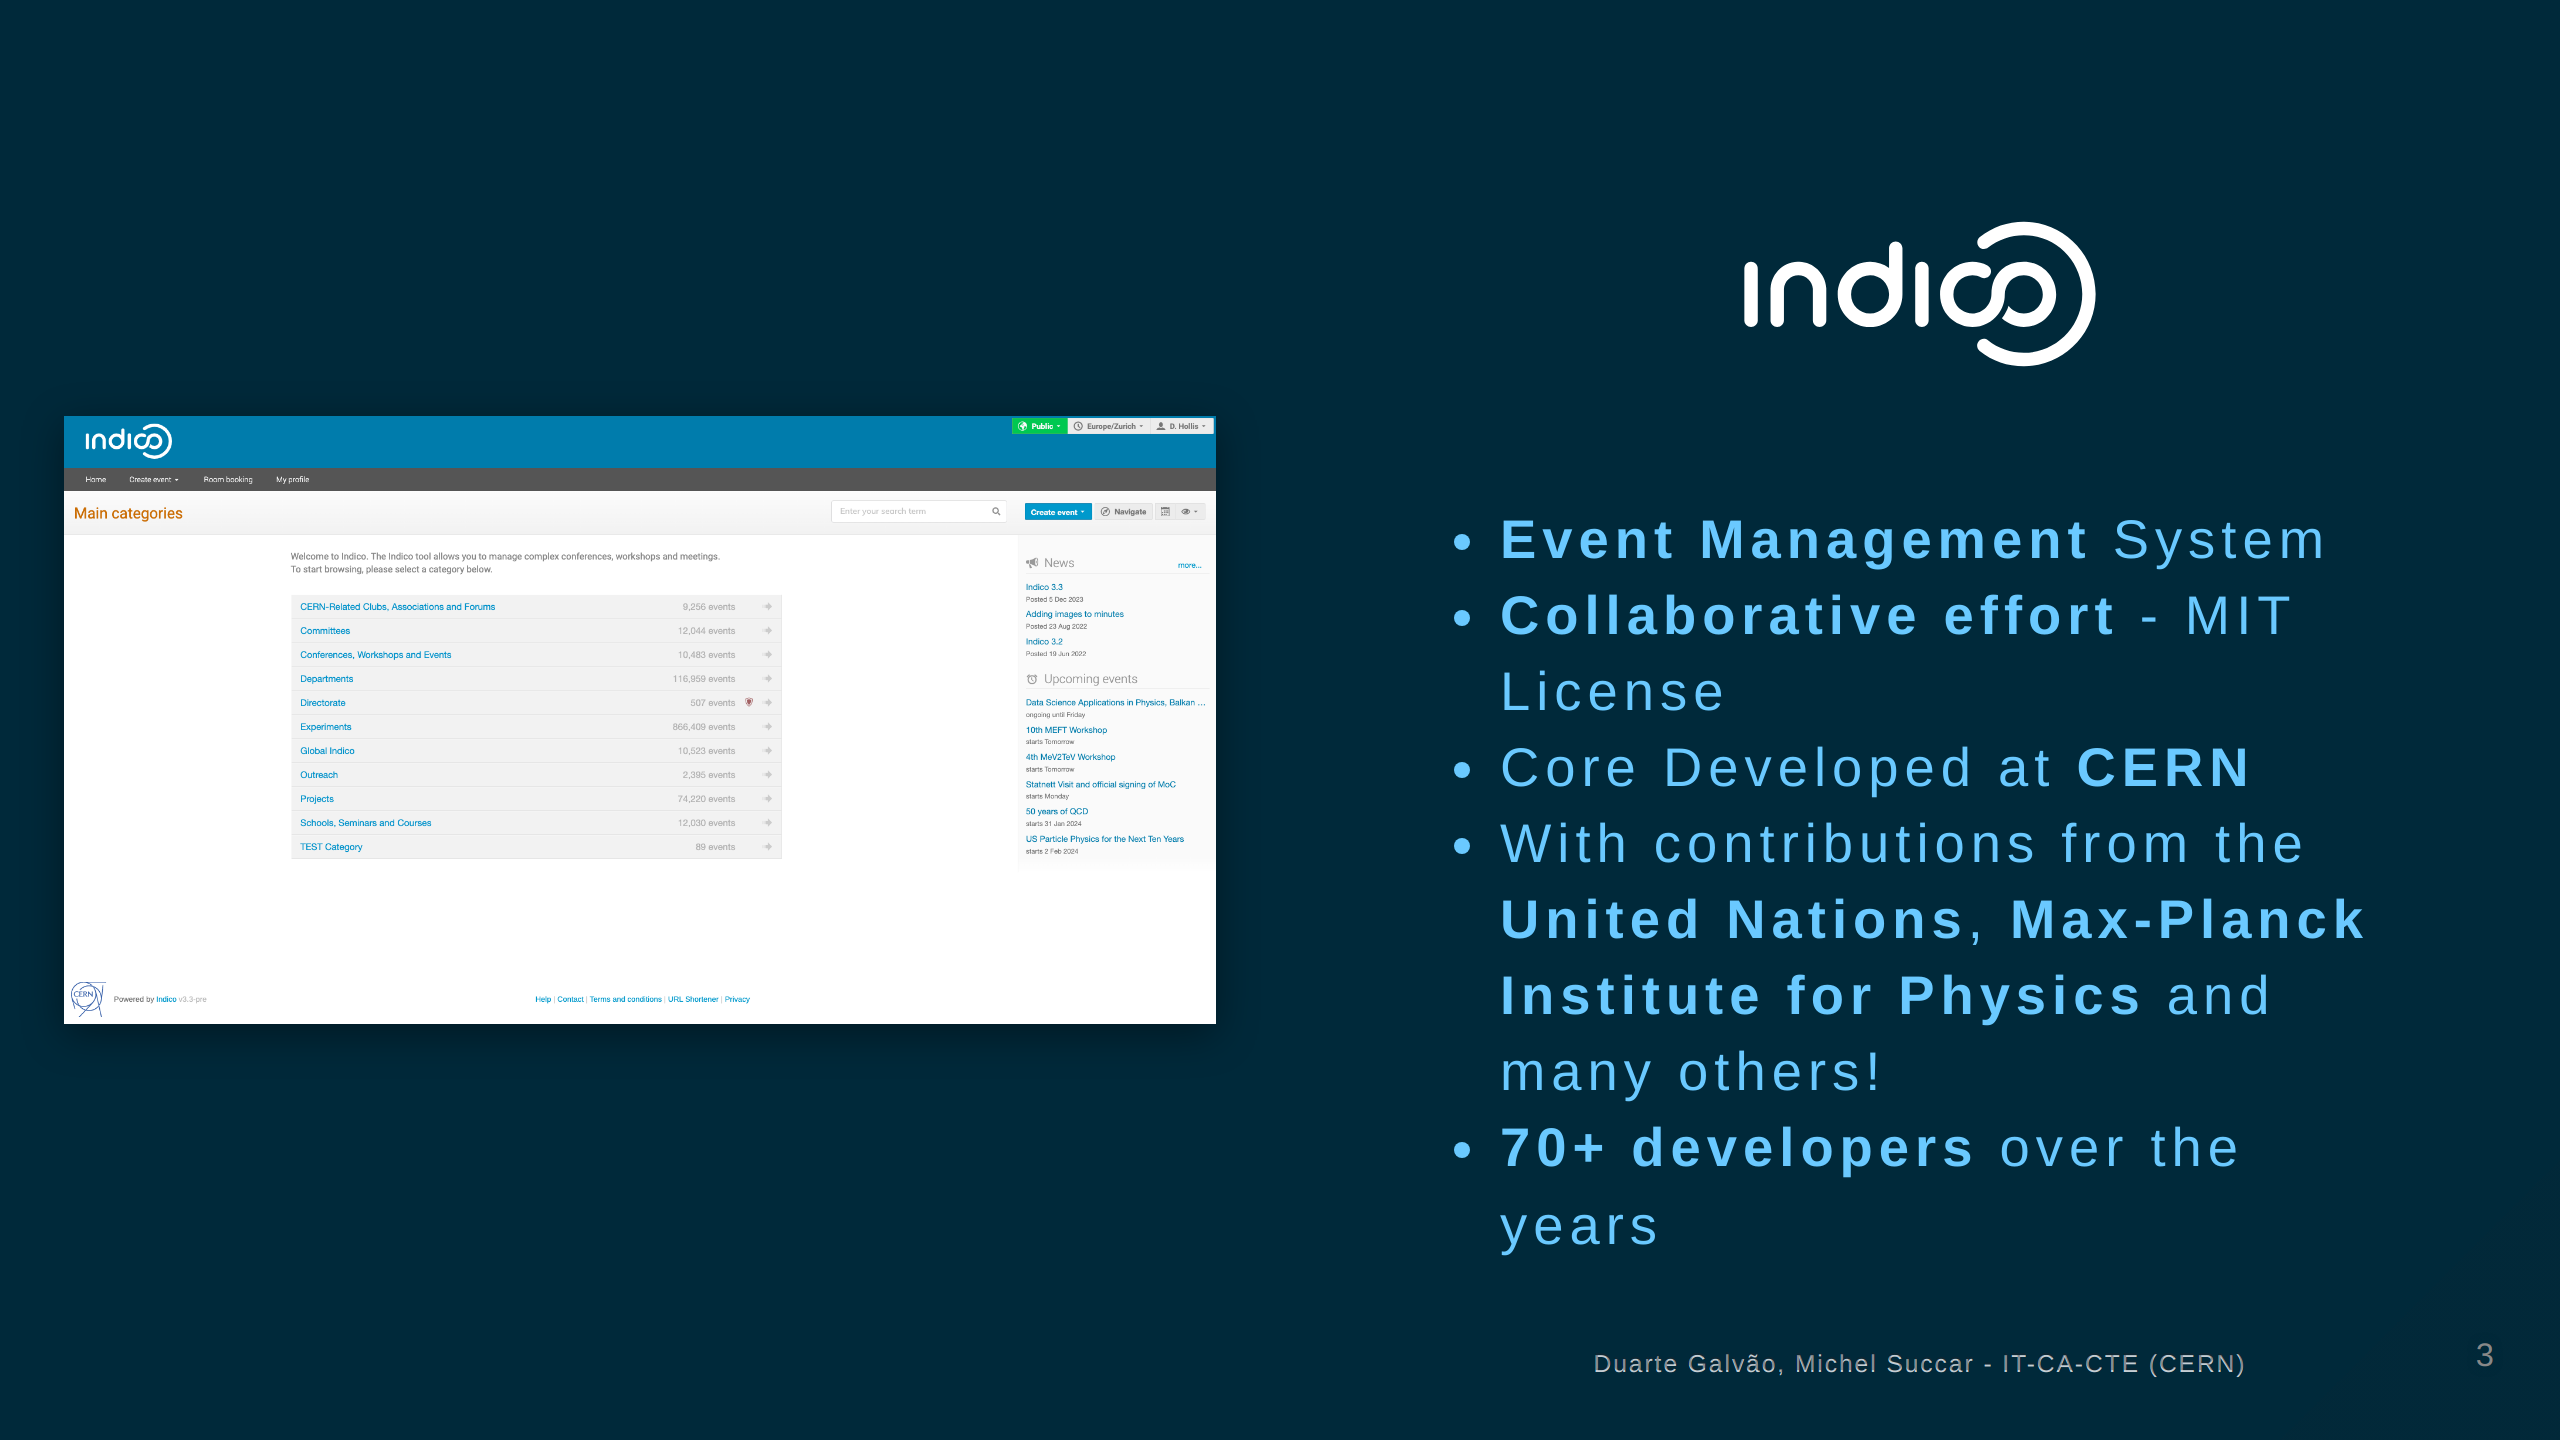 indico
Public
Europe/Zurich
D. Hollis
Home
Create event
Room booking
My profile
Main categories
Enter your search term
Create event
Navigate
Welcome to Indico. The Indico tool allows you to manage complex conferences, workshops and meetings.
To start browsing, please select a category below.
CERN-Related Clubs, Associations and Forums 9,256 events
Committees 12,044 events
Conferences, Workshops and Events 10,483 events
Departments 116,959 events
Directorate 507 events
Experiments 866,409 events
Global Indico 10,523 events
Outreach 2,395 events
Projects 74,220 events
Schools, Seminars and Courses 12,030 events
TEST Category 89 events
News more...
Indico 3.3
Posted 5 Dec 2023
Adding images to minutes
Posted 23 Aug 2022
Indico 3.2
Posted 19 Jun 2022
Upcoming events
Data Science Applications in Physics, Balkan ...
ongoing until Friday
10th MEFT Workshop
starts Tomorrow
4th MeV2TeV Workshop
starts Tomorrow
Statnett Visit and official signing of MoC
starts Monday
50 years of QCD
starts 31 Jan 2024
US Particle Physics for the Next Ten Years
starts 2 Feb 2024
CERN
Powered by Indico v3.3-pre
Help | Contact | Terms and conditions | URL Shortener | Privacy
indico
• Event Management System
• Collaborative effort - MIT
License
• Core Developed at CERN
• With contributions from the
United Nations, Max-Planck
Institute for Physics and
many others!
• 70+ developers over the
years
Duarte Galvão, Michel Succar - IT-CA-CTE (CERN)
3